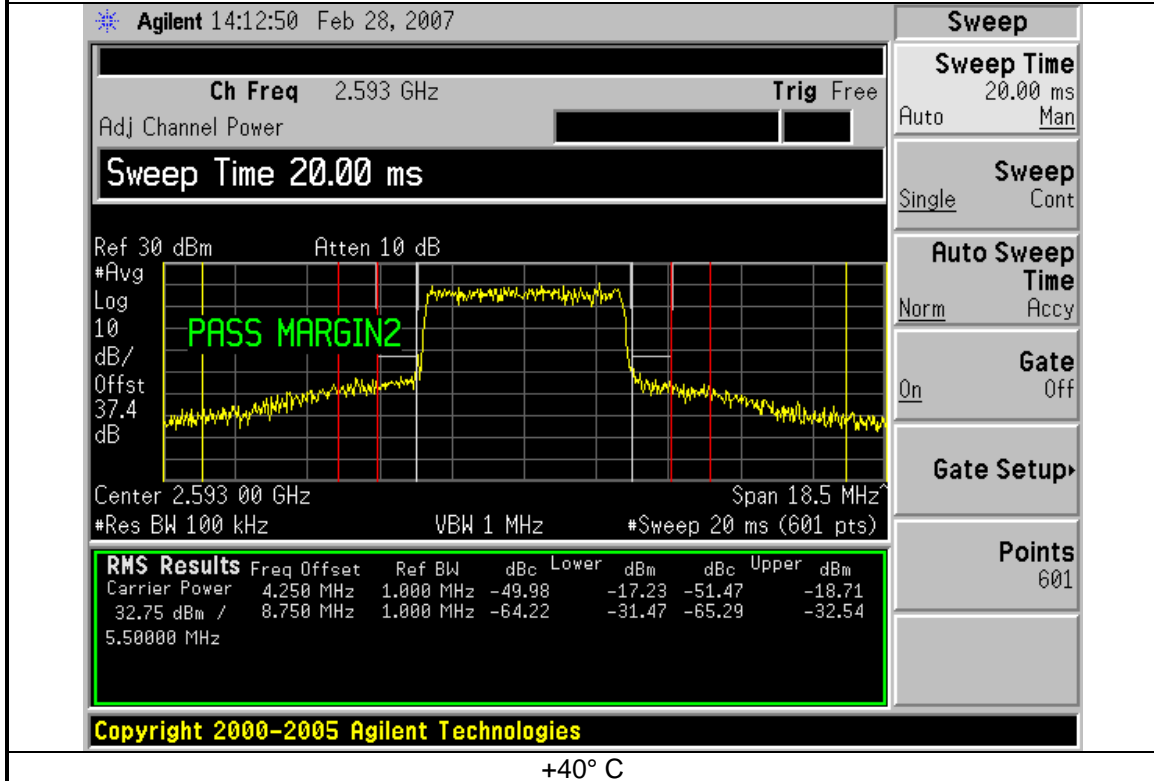 Agilent 14:12:50 Feb 28, 2007
Sweep
Ch Freq 2.593 GHz Trig Free
Adj Channel Power
Sweep Time 20.00 ms
Ref 30 dBm Atten 10 dB
#Avg
Log
10
dB/
Offst
37.4
dB
PASS MARGIN2
Center 2.593 00 GHz Span 18.5 MHz^
#Res BW 100 kHz VBW 1 MHz #Sweep 20 ms (601 pts)
RMS Results Freq Offset Ref BW dBc Lower dBm dBc Upper dBm
Carrier Power 4.250 MHz 1.000 MHz -49.98 -17.23 -51.47 -18.71
32.75 dBm / 8.750 MHz 1.000 MHz -64.22 -31.47 -65.29 -32.54
5.50000 MHz
Sweep Time
20.00 ms
Auto Man
Sweep
Single Cont
Auto Sweep
Time
Norm Accy
Gate
On Off
Gate Setup▸
Points
601
Copyright 2000-2005 Agilent Technologies
+40° C